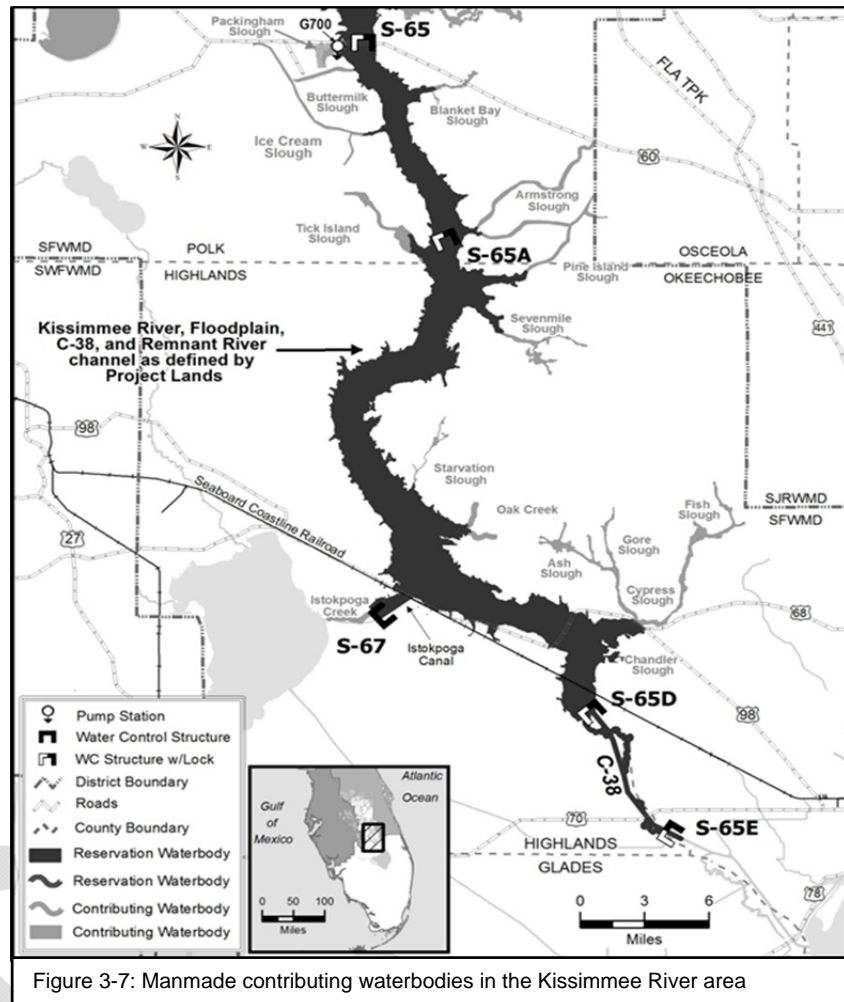 Packingham
Slough
G700
S-65
Buttermilk
Slough
Blanket Bay
Slough
Ice Cream
Slough
FLA TPK
60
N
W
E
S
Armstrong
Slough
Tick Island
Slough
S-65A
SFWMD
SWFWMD
POLK
HIGHLANDS
OSCEOLA
OKEECHOBEE
Pine Island
Slough
Sevenmile
Slough
441
Kissimmee River, Floodplain,
C-38, and Remnant River
channel as defined by
Project Lands
98
Starvation
Slough
Seaboard Coastline Railroad
Oak Creek
Fish
Slough
SJRWMD
SFWMD
27
Gore
Slough
Ash
Slough
Cypress
Slough
Istokpoga
Creek
68
S-67
Istokpoga
Canal
Chandler
Slough
S-65D
98
C-38
70
S-65E
HIGHLANDS
GLADES
78
Pump Station
Water Control Structure
WC Structure w/Lock
District Boundary
Roads
County Boundary
Reservation Waterbody
Reservation Waterbody
Contributing Waterbody
Contributing Waterbody
Atlantic
Ocean
Gulf
of
Mexico
0 50 100
Miles
0 3 6
Miles
Figure 3-7: Manmade contributing waterbodies in the Kissimmee River area